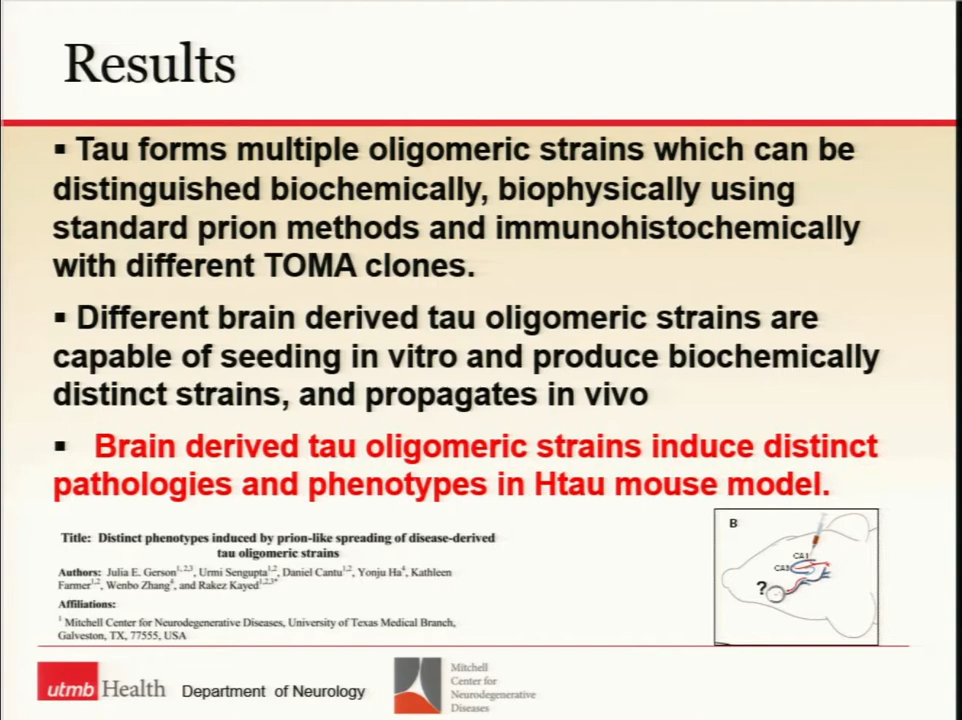 Results
▪ Tau forms multiple oligomeric strains which can be
distinguished biochemically, biophysically using
standard prion methods and immunohistochemically
with different TOMA clones.
▪ Different brain derived tau oligomeric strains are
capable of seeding in vitro and produce biochemically
distinct strains, and propagates in vivo
▪ Brain derived tau oligomeric strains induce distinct
pathologies and phenotypes in Htau mouse model.
Title: Distinct phenotypes induced by prion-like spreading of disease-derived
tau oligomeric strains
Authors: Julia E. Gerson1,2,3, Urmi Sengupta1,2, Daniel Cantu1,2, Yonju Ha4, Kathleen
Farmer1,2, Wenbo Zhang4, and Rakez Kayed1,2,3*
Affiliations:
1 Mitchell Center for Neurodegenerative Diseases, University of Texas Medical Branch,
Galveston, TX, 77555, USA
B
CA1
CA3
?
utmb Health Department of Neurology
Mitchell
Center for
Neurodegenerative
Diseases